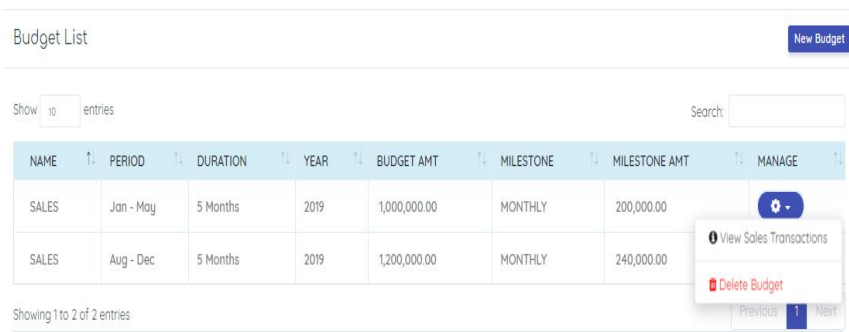 Budget List
New Budget
Show 10 entries
Search:
NAME PERIOD DURATION YEAR BUDGET AMT MILESTONE MILESTONE AMT MANAGE
SALES Jan - May 5 Months 2019 1,000,000.00 MONTHLY 200,000.00
View Sales Transactions
SALES Aug - Dec 5 Months 2019 1,200,000.00 MONTHLY 240,000.00
Delete Budget
Showing 1 to 2 of 2 entries
Previous 1 Next